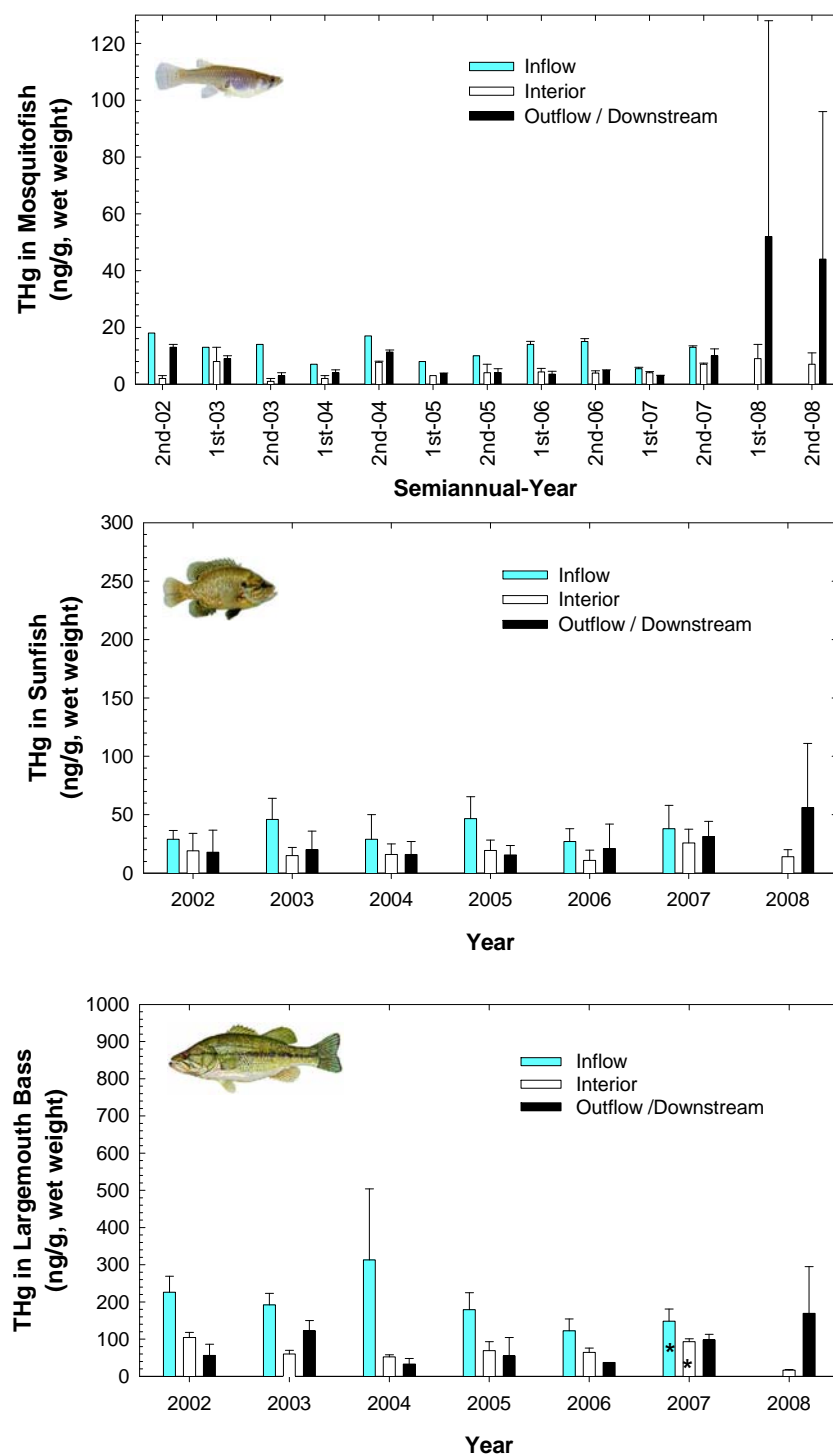 THg in Mosquitofish
(ng/g, wet weight)
120
100
80
60
40
20
0
Inflow
Interior
Outflow / Downstream
2nd-02
1st-03
2nd-03
1st-04
2nd-04
1st-05
2nd-05
1st-06
2nd-06
1st-07
2nd-07
1st-08
2nd-08
Semiannual-Year
THg in Sunfish
(ng/g, wet weight)
300
250
200
150
100
50
0
Inflow
Interior
Outflow / Downstream
2002 2003 2004 2005 2006 2007 2008
Year
THg in Largemouth Bass
(ng/g, wet weight)
1000
900
800
700
600
500
400
300
200
100
0
Inflow
Interior
Outflow /Downstream
*
*
2002 2003 2004 2005 2006 2007 2008
Year